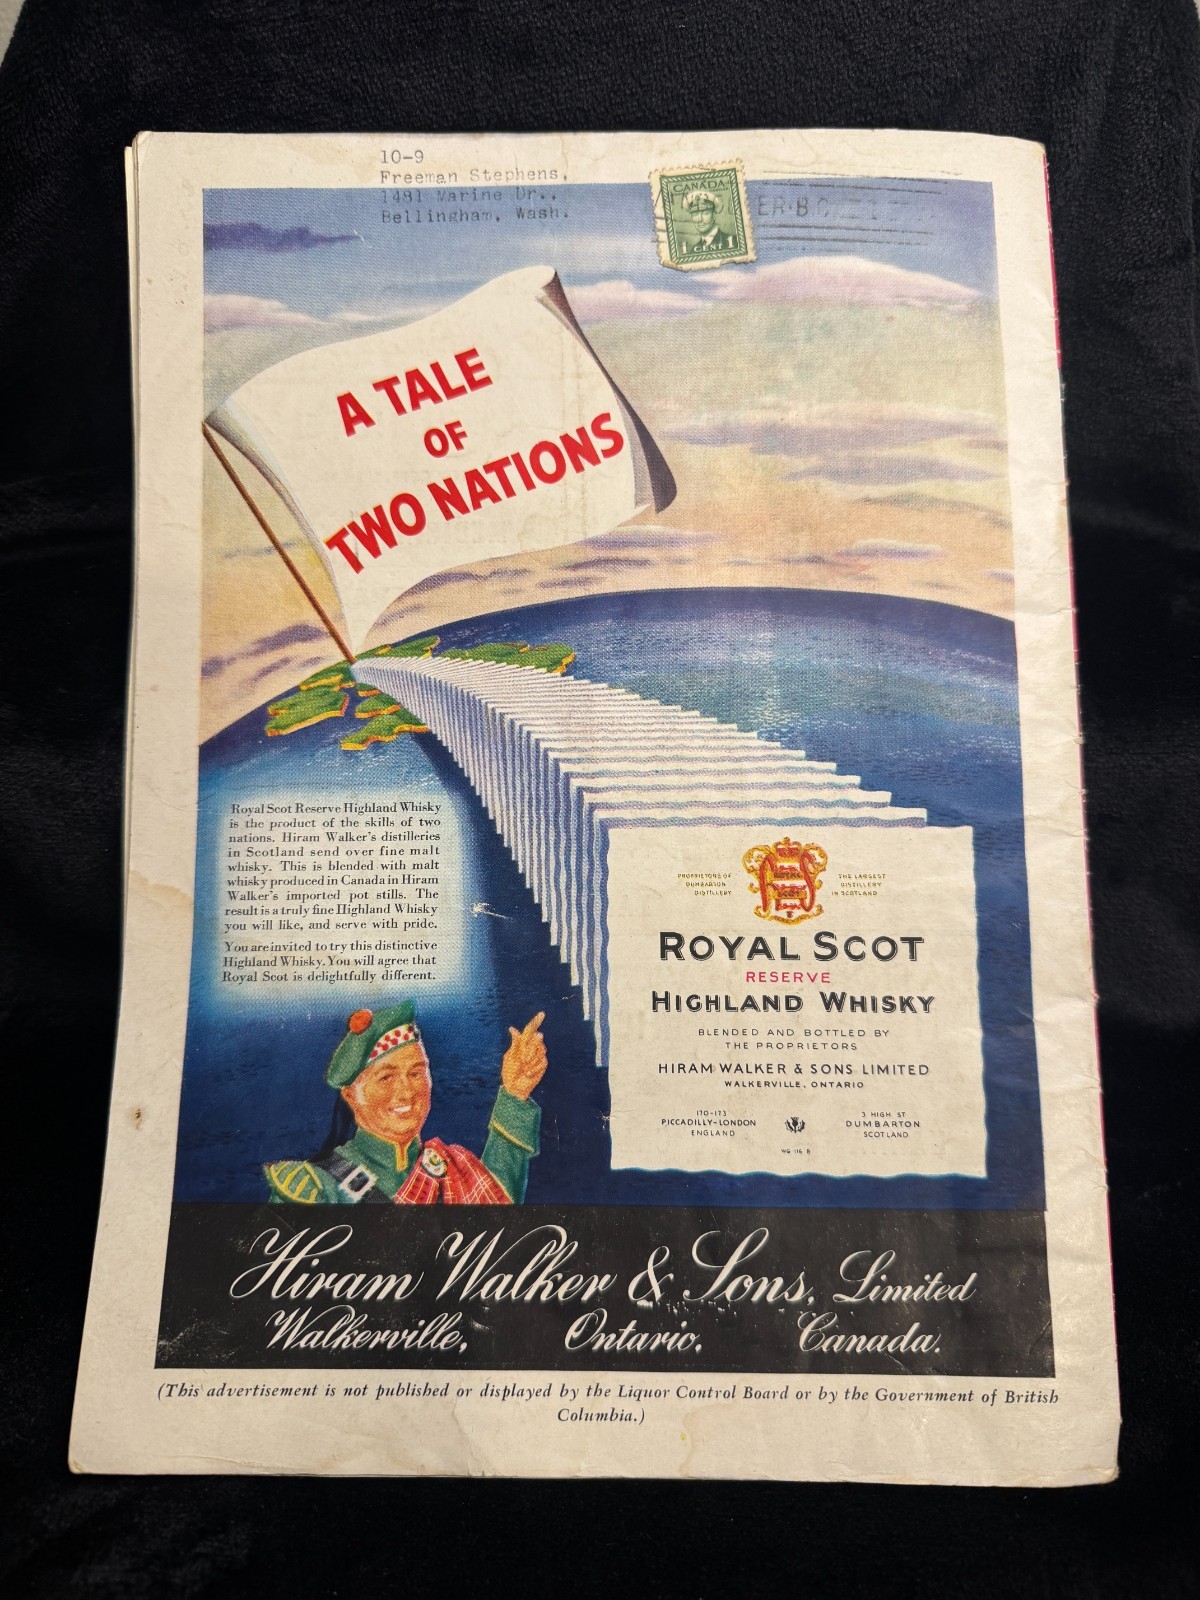 10-9
Freeman Stephens,
1481 Marine Dr.,
Bellingham, Wash.
CANADA
1 CENT 1
ER·B.C.
A TALE
OF
TWO NATIONS
Royal Scot Reserve Highland Whisky
is the product of the skills of two
nations. Hiram Walker's distilleries
in Scotland send over fine malt
whisky. This is blended with malt
whisky produced in Canada in Hiram
Walker's imported pot stills. The
result is a truly fine Highland Whisky
you will like, and serve with pride.
You are invited to try this distinctive
Highland Whisky. You will agree that
Royal Scot is delightfully different.
PROPRIETORS OF
DUMBARTON
DISTILLERY
ROYAL
SCOT
THE LARGEST
DISTILLERY
IN SCOTLAND
ROYAL SCOT
RESERVE
HIGHLAND WHISKY
BLENDED AND BOTTLED BY
THE PROPRIETORS
HIRAM WALKER & SONS LIMITED
WALKERVILLE, ONTARIO
170-173
PICCADILLY-LONDON
ENGLAND
3 HIGH ST
DUMBARTON
SCOTLAND
WG 116 B
Hiram Walker & Sons, Limited
Walkerville, Ontario, Canada.
(This advertisement is not published or displayed by the Liquor Control Board or by the Government of British
Columbia.)